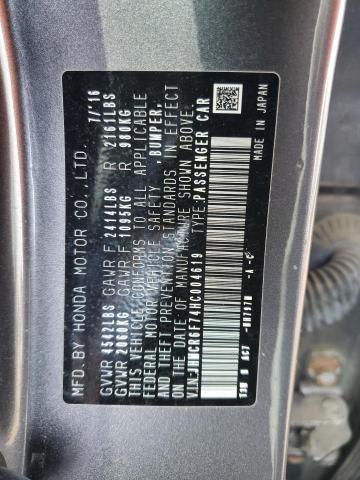 MFD. BY HONDA MOTOR CO., LTD. 7/'16
GVWR 4532LBS GAWR F 2414LBS R 2161LBS
GVWR 2060KG GAWR F 1095KG R 980KG
THIS VEHICLE CONFORMS TO ALL APPLICABLE
FEDERAL MOTOR VEHICLE SAFETY, BUMPER,
AND THEFT PREVENTION STANDARDS IN EFFECT
ON THE DATE OF MANUFACTURE SHOWN ABOVE.
V.I.N.: JHMCR6F74HC004619 TYPE:PASSENGER CAR
MADE IN JAPAN